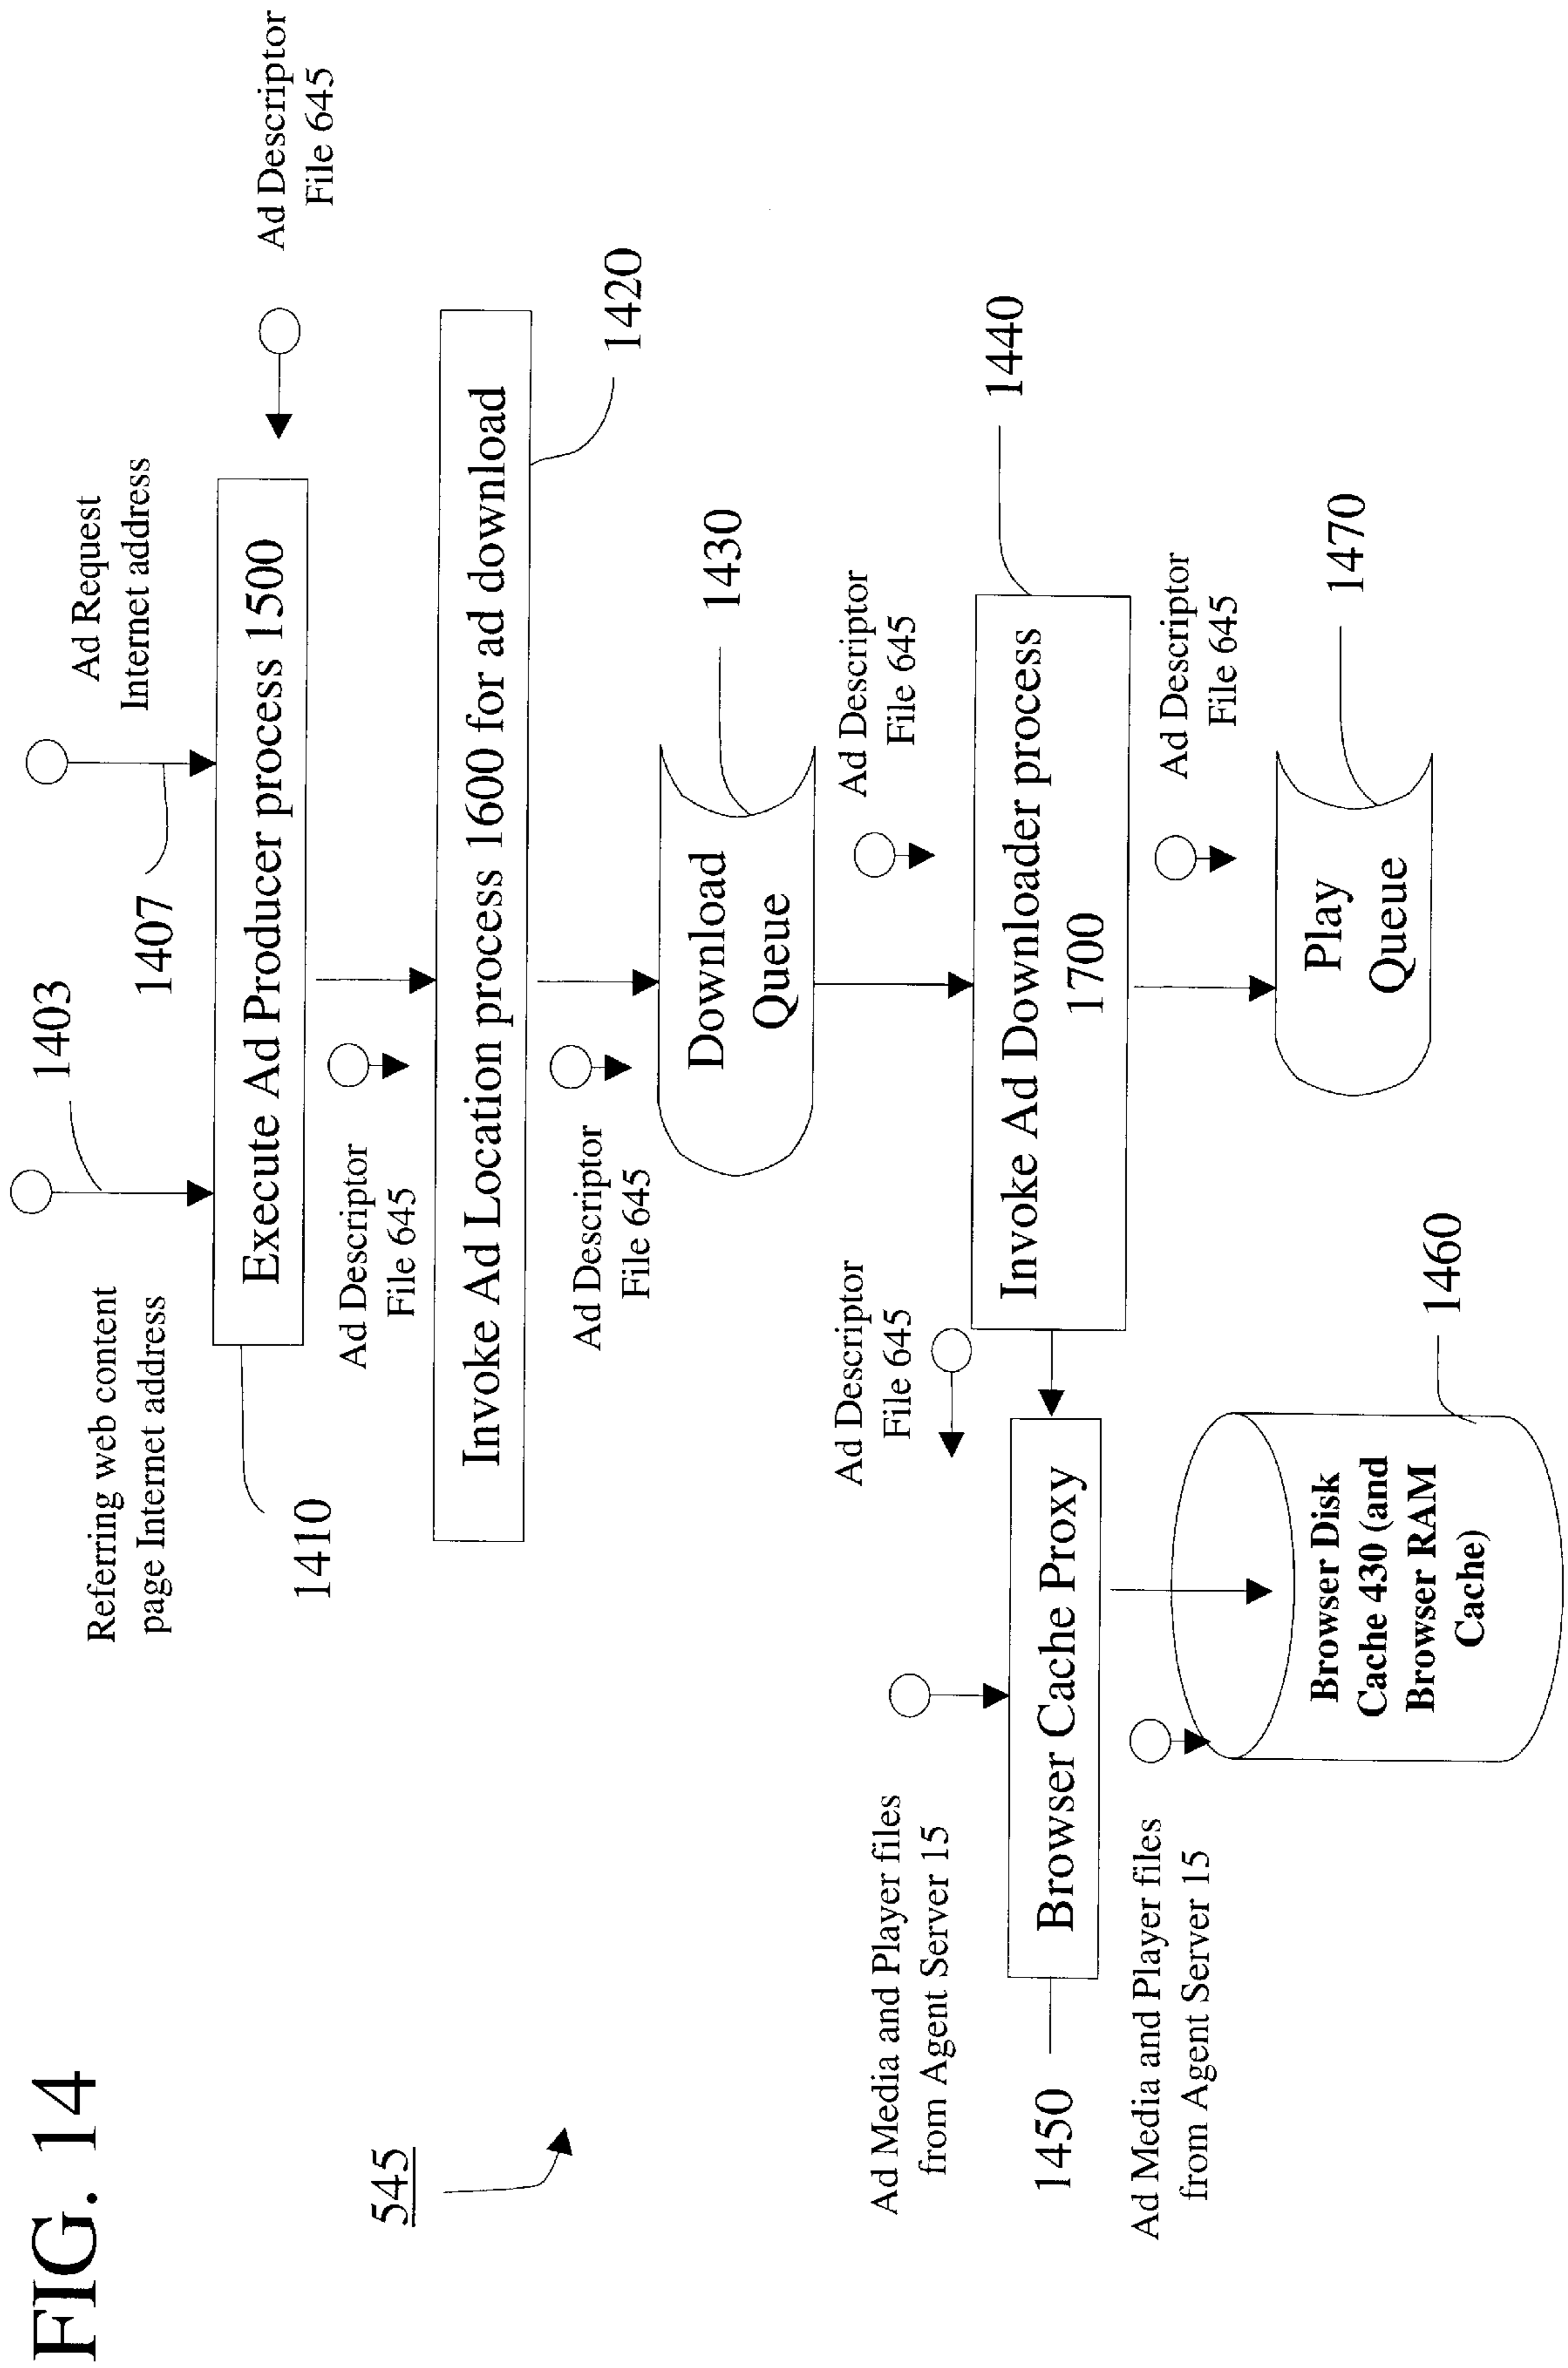 FIG. 14
545
Referring web content
page Internet address
1403
1407
Ad Request
Internet address
1410
Execute Ad Producer process 1500
Ad Descriptor
File 645
Ad Descriptor
File 645
Invoke Ad Location process 1600 for ad download
1420
Ad Descriptor
File 645
Download
Queue
1430
Ad Descriptor
File 645
Ad Descriptor
File 645
Invoke Ad Downloader process
1700
1440
Ad Media and Player files
from Agent Server 15
1450
Browser Cache Proxy
Ad Descriptor
File 645
Ad Media and Player files
from Agent Server 15
Browser Disk
Cache 430 (and
Browser RAM
Cache)
1460
Play
Queue
1470